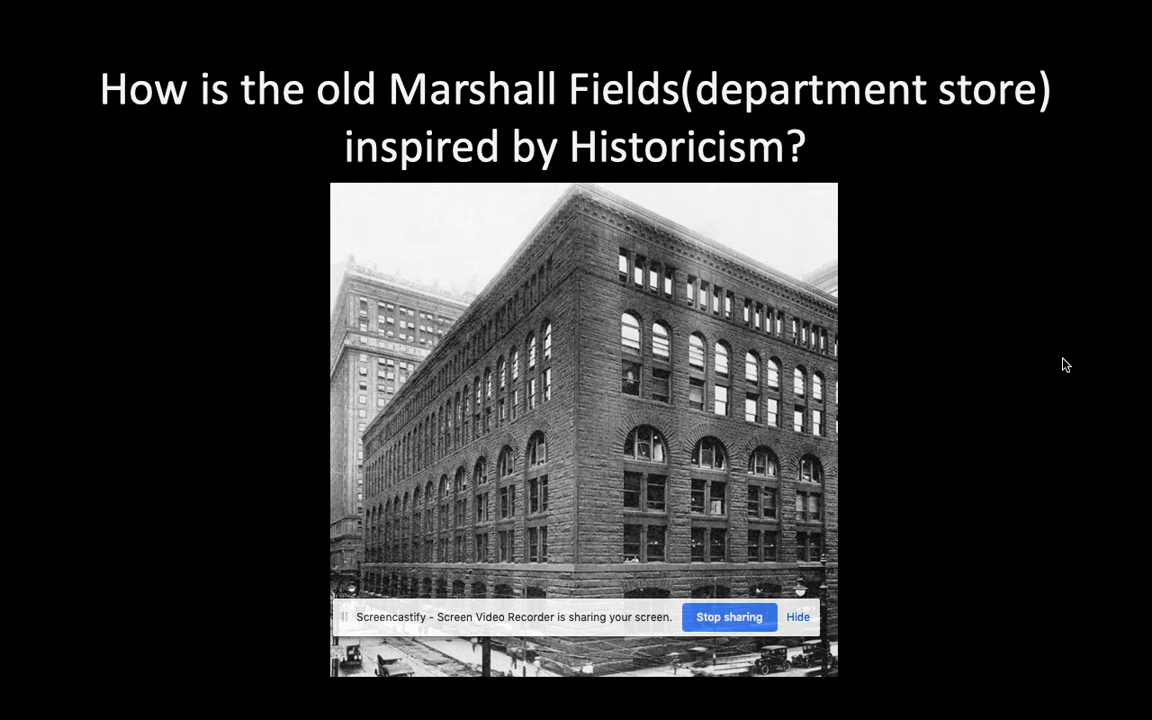 How is the old Marshall Fields(department store)
inspired by Historicism?
Screencastify - Screen Video Recorder is sharing your screen. Stop sharing Hide